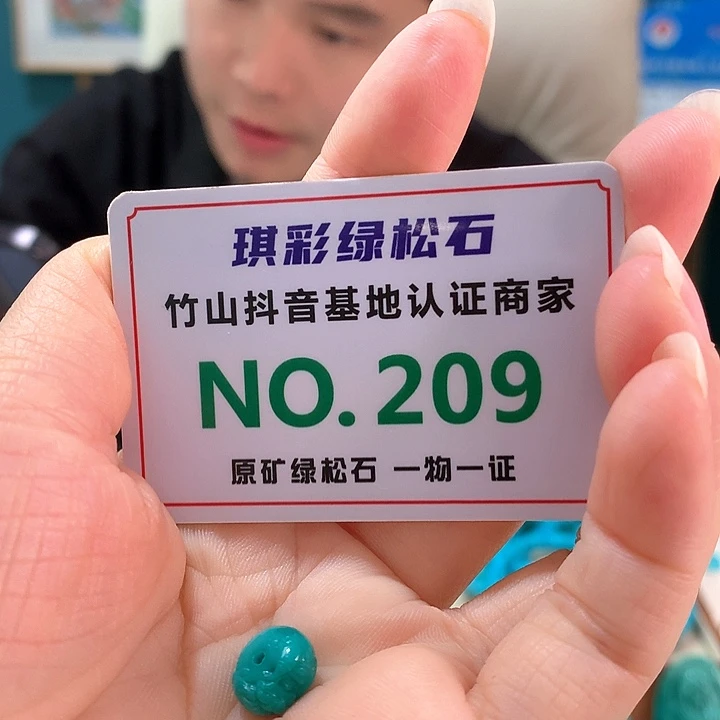 琪彩绿松石
竹山抖音基地认证商家
NO.209
原矿绿松石 一物一证